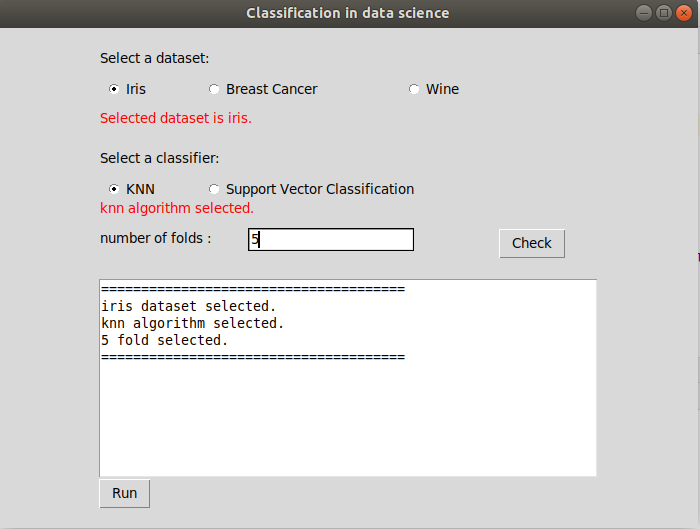 Classification in data science
Select a dataset:
Iris Breast Cancer Wine
Selected dataset is iris.
Select a classifier:
KNN Support Vector Classification
knn algorithm selected.
number of folds : 5 Check
======================================
iris dataset selected.
knn algorithm selected.
5 fold selected.
======================================
Run